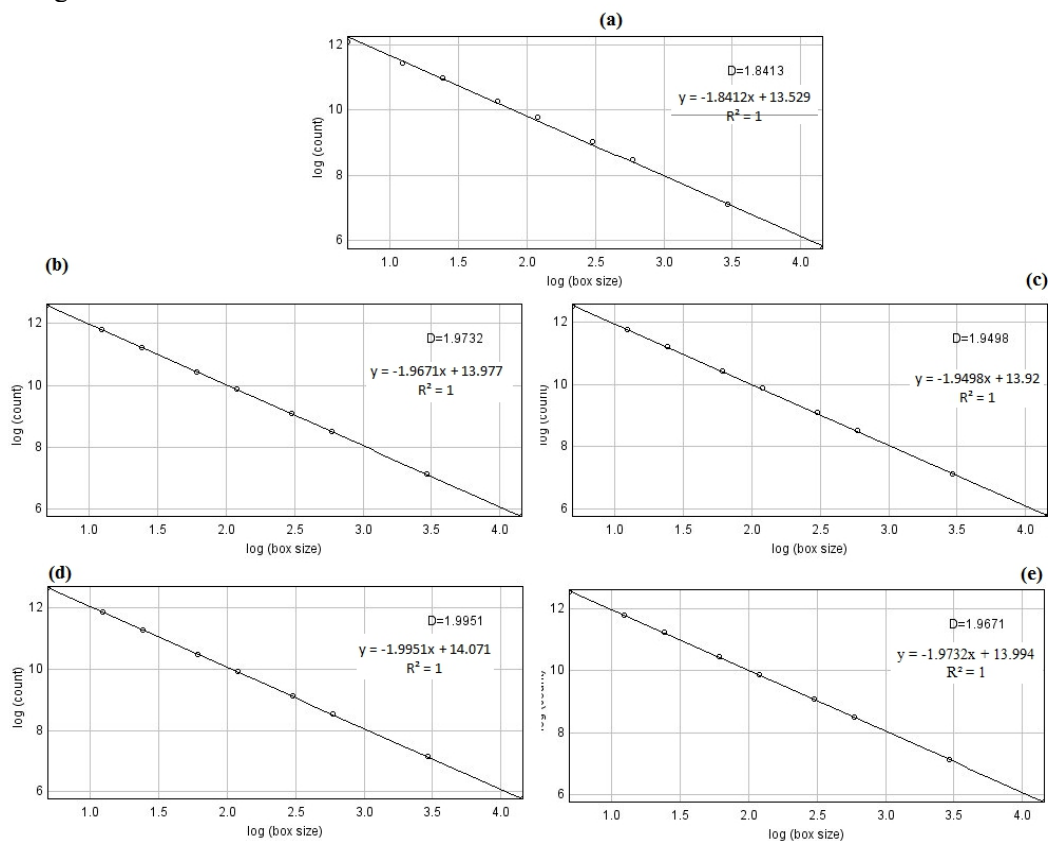 (a)
D=1.8413
y = -1.8412x + 13.529
R² = 1
12
10
8
6
log (count)
1.0 1.5 2.0 2.5 3.0 3.5 4.0
log (box size)
(b)
D=1.9732
y = -1.9671x + 13.977
R² = 1
12
10
8
6
log (count)
1.0 1.5 2.0 2.5 3.0 3.5 4.0
log (box size)
(c)
D=1.9498
y = -1.9498x + 13.92
R² = 1
12
10
8
6
log (count)
1.0 1.5 2.0 2.5 3.0 3.5 4.0
log (box size)
(d)
D=1.9951
y = -1.9951x + 14.071
R² = 1
12
10
8
6
log (count)
1.0 1.5 2.0 2.5 3.0 3.5 4.0
log (box size)
(e)
D=1.9671
y = -1.9732x + 13.994
R² = 1
12
10
8
6
log (count)
1.0 1.5 2.0 2.5 3.0 3.5 4.0
log (box size)